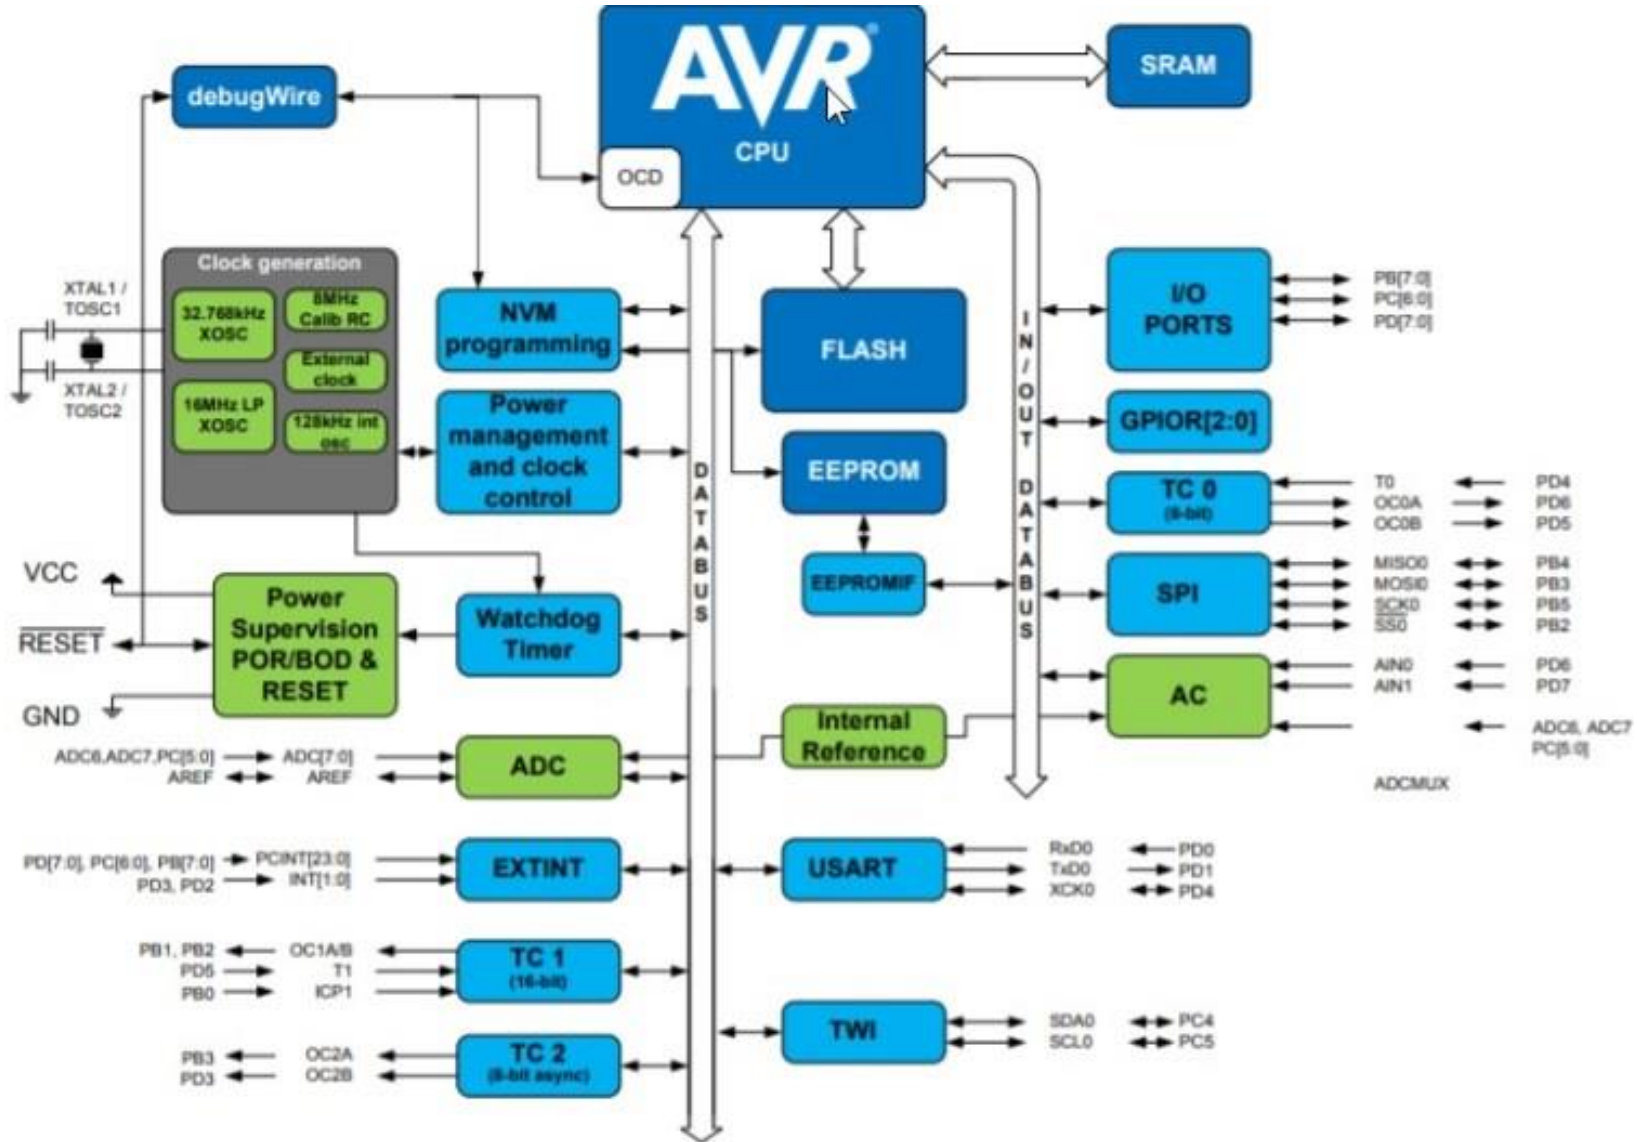 AVR®
CPU
OCD
SRAM
debugWire
Clock generation
32.768kHz
XOSC
8MHz
Calib RC
External
clock
16MHz LP
XOSC
128kHz int
osc
XTAL1 /
TOSC1
XTAL2 /
TOSC2
NVM
programming
Power
management
and clock
control
FLASH
EEPROM
EEPROMIF
DATABUS
IN/OUT DATABUS
I/O
PORTS
PB[7:0]
PC[6:0]
PD[7:0]
GPIOR[2:0]
TC 0
(8-bit)
T0 PD4
OC0A PD6
OC0B PD5
SPI
MISO0 PB4
MOSI0 PB3
SCK0 PB5
SS0 PB2
AC
AIN0 PD6
AIN1 PD7
ADC6, ADC7
PC[5:0]
ADCMUX
VCC
RESET
GND
Power
Supervision
POR/BOD &
RESET
Watchdog
Timer
Internal
Reference
ADC6,ADC7,PC[5:0] ADC[7:0]
AREF AREF
ADC
PD[7:0], PC[6:0], PB[7:0] PCINT[23:0]
PD3, PD2 INT[1:0]
EXTINT
USART
RxD0 PD0
TxD0 PD1
XCK0 PD4
PB1, PB2 OC1A/B
PD5 T1
PB0 ICP1
TC 1
(16-bit)
TWI
SDA0 PC4
SCL0 PC5
PB3 OC2A
PD3 OC2B
TC 2
(8-bit async)